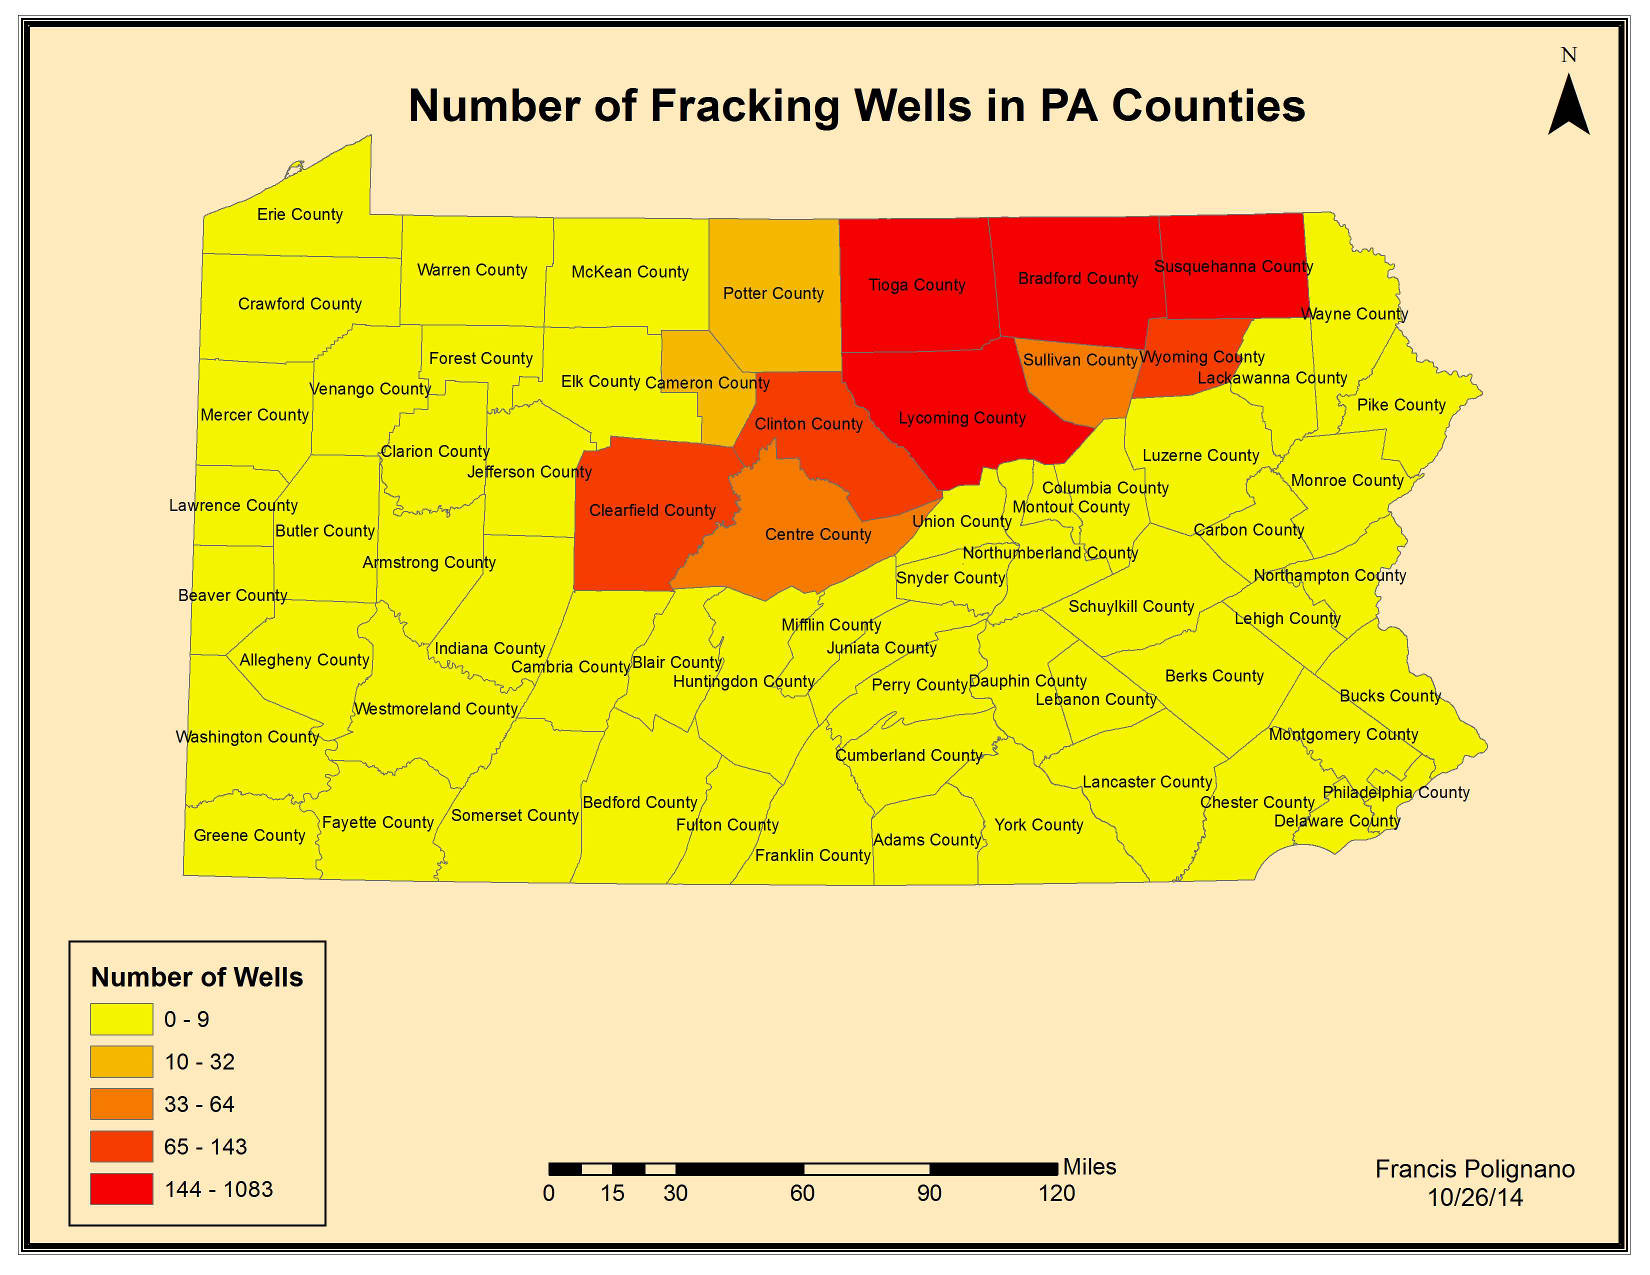 N
Number of Fracking Wells in PA Counties
Erie County
Warren County
McKean County
Potter County
Tioga County
Bradford County
Susquehanna County
Crawford County
Wayne County
Forest County
Sullivan County
Wyoming County
Venango County
Elk County
Cameron County
Lackawanna County
Mercer County
Clinton County
Lycoming County
Pike County
Clarion County
Jefferson County
Luzerne County
Lawrence County
Clearfield County
Columbia County
Monroe County
Montour County
Butler County
Centre County
Union County
Carbon County
Armstrong County
Northumberland County
Beaver County
Snyder County
Northampton County
Schuylkill County
Lehigh County
Mifflin County
Allegheny County
Indiana County
Cambria County
Blair County
Juniata County
Huntingdon County
Perry County
Dauphin County
Berks County
Westmoreland County
Lebanon County
Bucks County
Washington County
Cumberland County
Montgomery County
Lancaster County
Greene County
Fayette County
Somerset County
Bedford County
Fulton County
Franklin County
Adams County
York County
Chester County
Philadelphia County
Delaware County
Number of Wells
0 - 9
10 - 32
33 - 64
65 - 143
144 - 1083
Miles
0 15 30 60 90 120
Francis Polignano
10/26/14